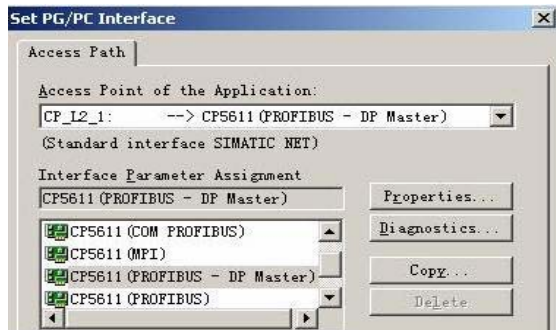 Set PG/PC Interface
Access Path
Access Point of the Application:
CP_L2_1: --> CP5611(PROFIBUS - DP Master)
(Standard interface SIMATIC NET)
Interface Parameter Assignment
CP5611(PROFIBUS - DP Master)
Properties...
CP5611(COM PROFIBUS)
Diagnostics...
CP5611(MPI)
CP5611(PROFIBUS - DP Master)
Copy...
CP5611(PROFIBUS)
Delete